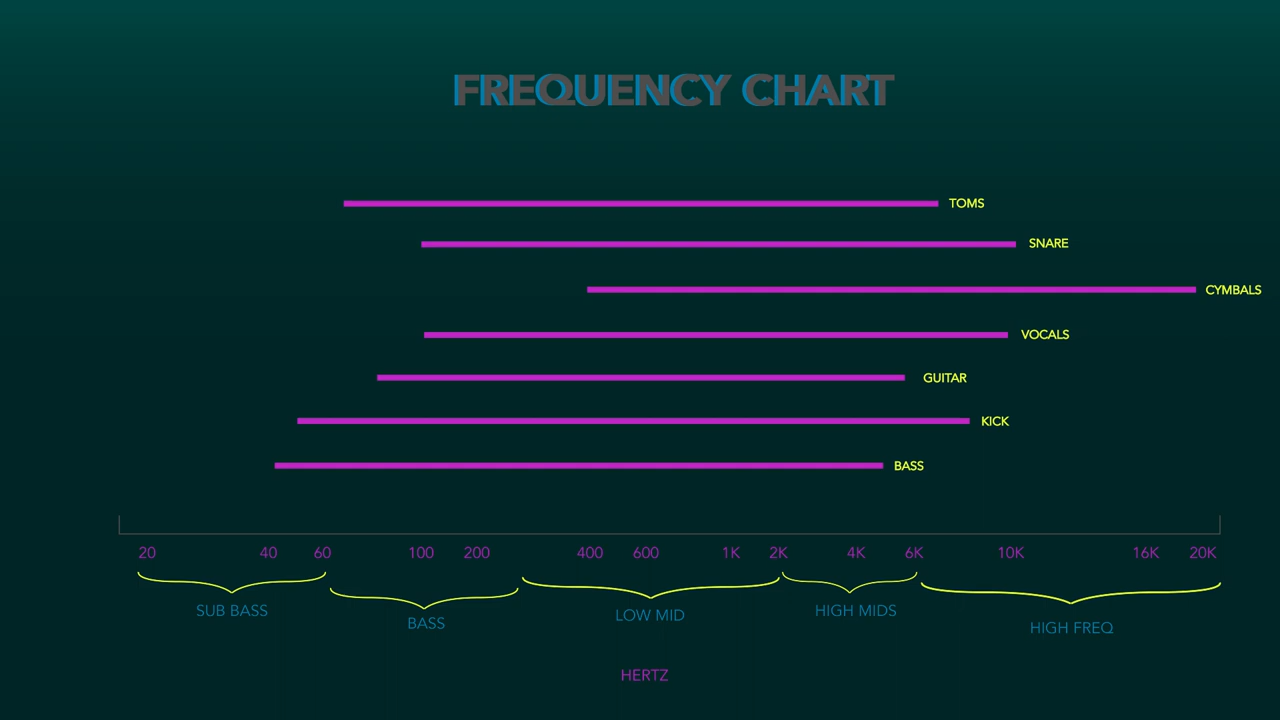 FREQUENCY CHART
TOMS
SNARE
CYMBALS
VOCALS
GUITAR
KICK
BASS
20 40 60 100 200 400 600 1K 2K 4K 6K 10K 16K 20K
SUB BASS BASS LOW MID HIGH MIDS HIGH FREQ
HERTZ